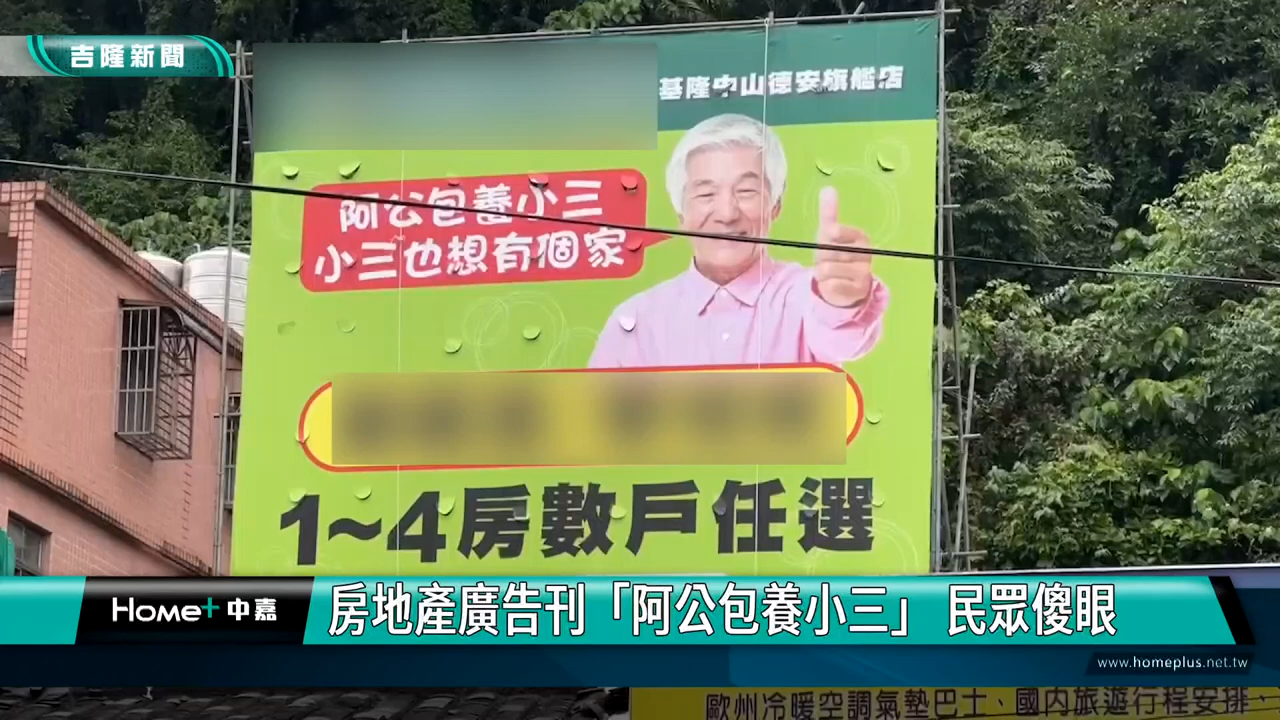 吉隆新聞
基隆中山德安旗艦店
阿公包養小三
小三也想有個家
1~4房數戶任選
Home+中嘉
房地產廣告刊「阿公包養小三」 民眾傻眼
www.homeplus.net.tw
歐州冷暖空調氣墊巴士、國內旅遊行程安排、